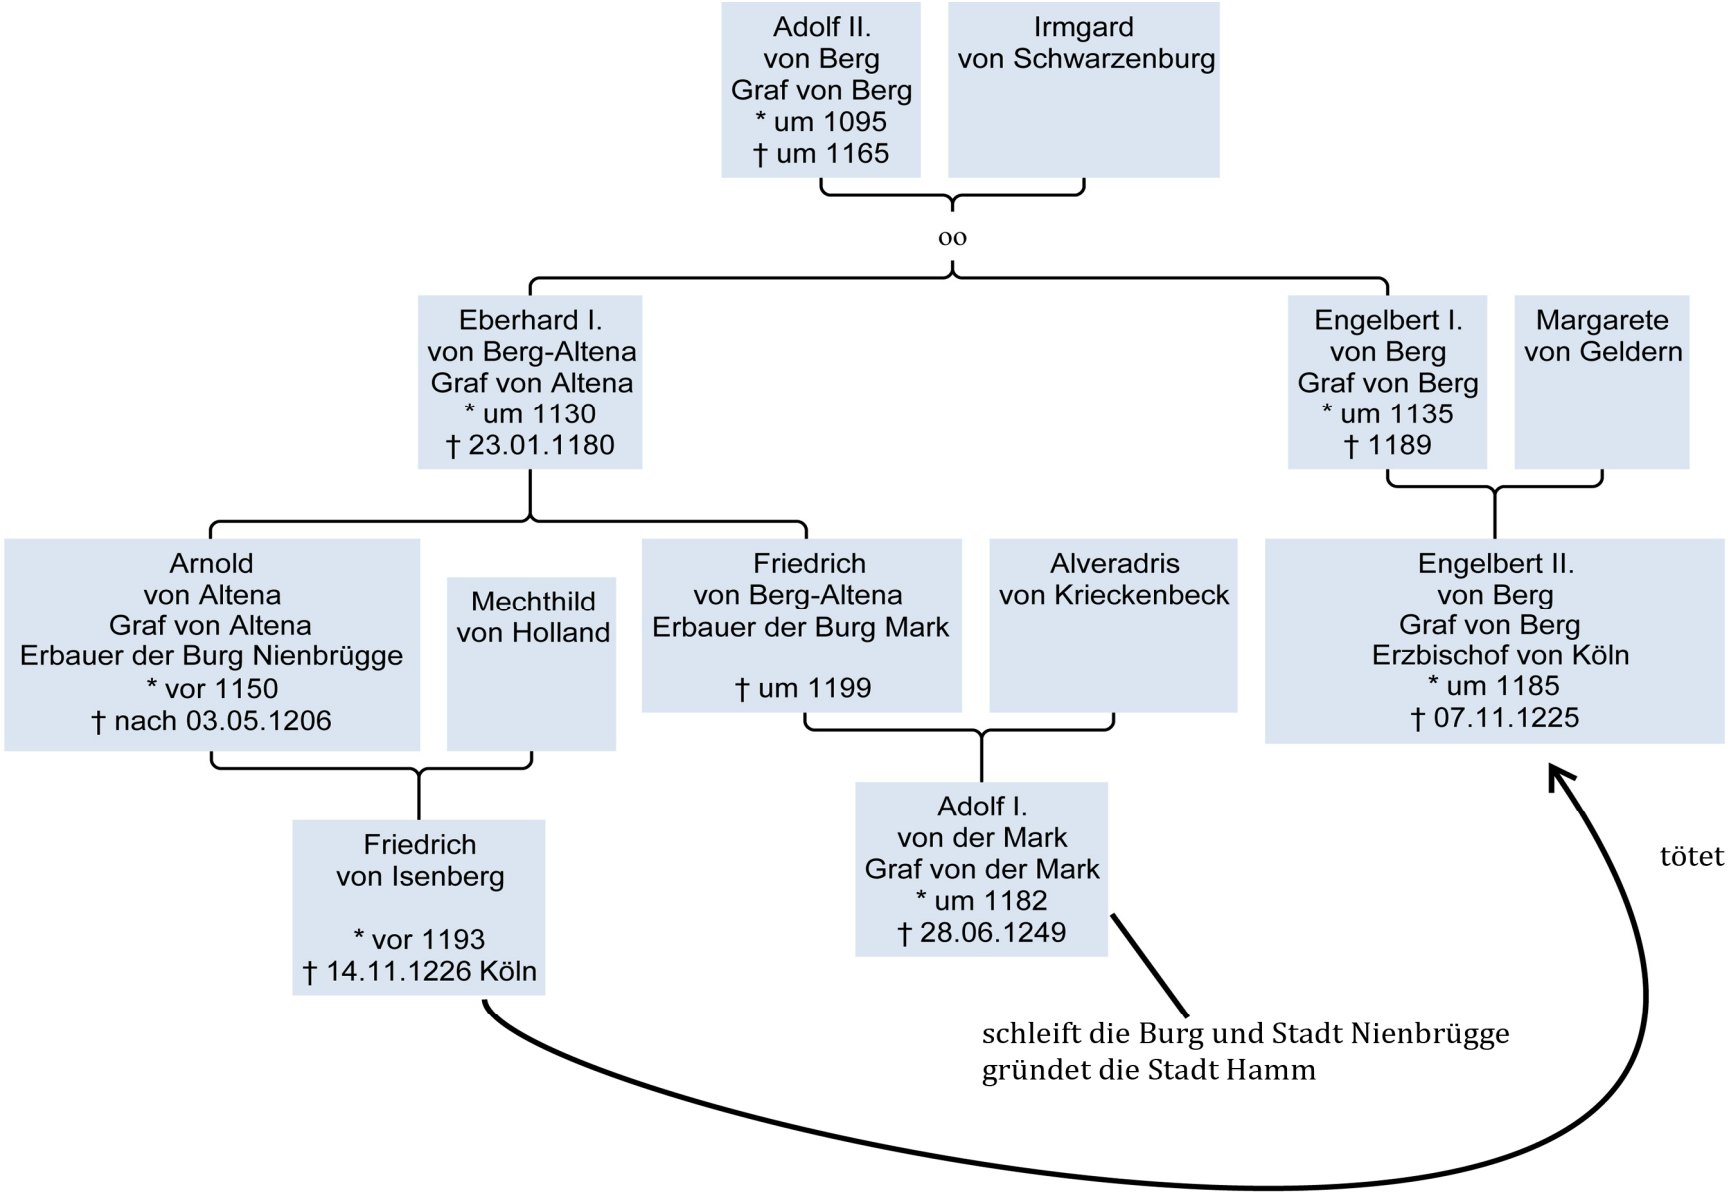 Adolf II.
von Berg
Graf von Berg
* um 1095
† um 1165
Irmgard
von Schwarzenburg
oo
Eberhard I.
von Berg-Altena
Graf von Altena
* um 1130
† 23.01.1180
Engelbert I.
von Berg
Graf von Berg
* um 1135
† 1189
Margarete
von Geldern
Arnold
von Altena
Graf von Altena
Erbauer der Burg Nienbrügge
* vor 1150
† nach 03.05.1206
Mechthild
von Holland
Friedrich
von Berg-Altena
Erbauer der Burg Mark
† um 1199
Alveradris
von Krieckenbeck
Engelbert II.
von Berg
Graf von Berg
Erzbischof von Köln
* um 1185
† 07.11.1225
Friedrich
von Isenberg
* vor 1193
† 14.11.1226 Köln
Adolf I.
von der Mark
Graf von der Mark
* um 1182
† 28.06.1249
tötet
schleift die Burg und Stadt Nienbrügge
gründet die Stadt Hamm